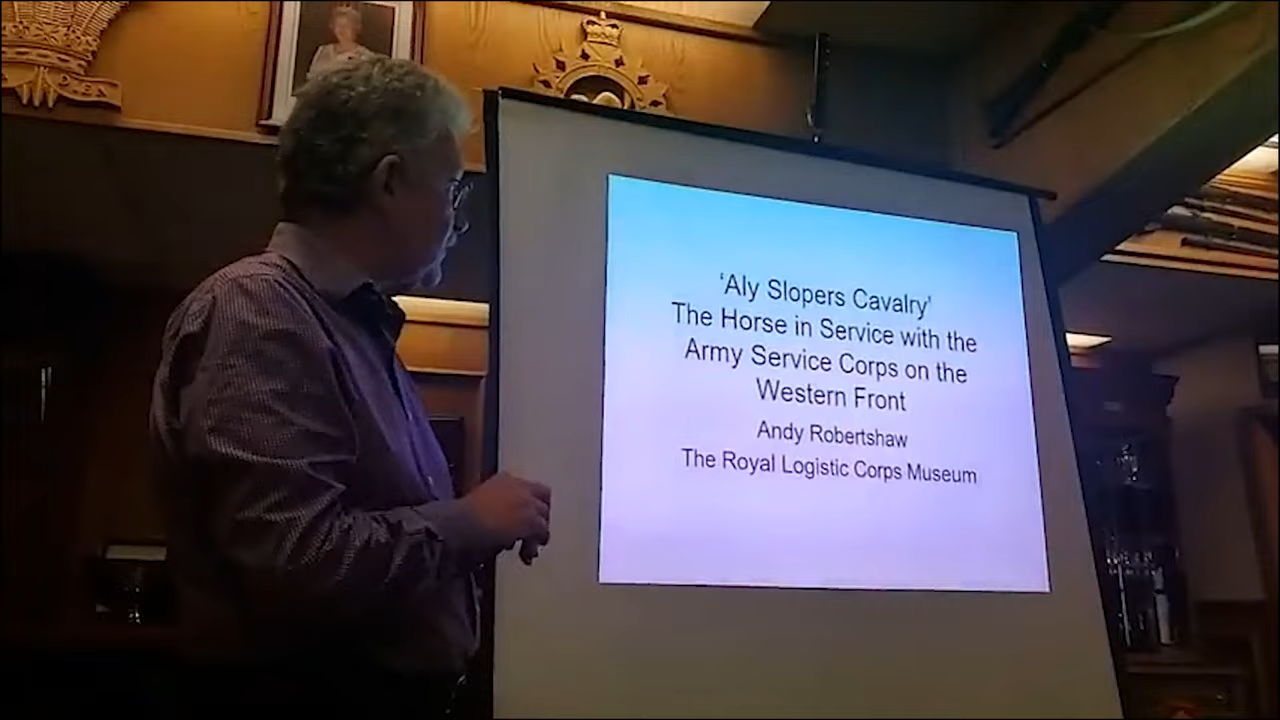 ‘Aly Slopers Cavalry’
The Horse in Service with the
Army Service Corps on the
Western Front
Andy Robertshaw
The Royal Logistic Corps Museum